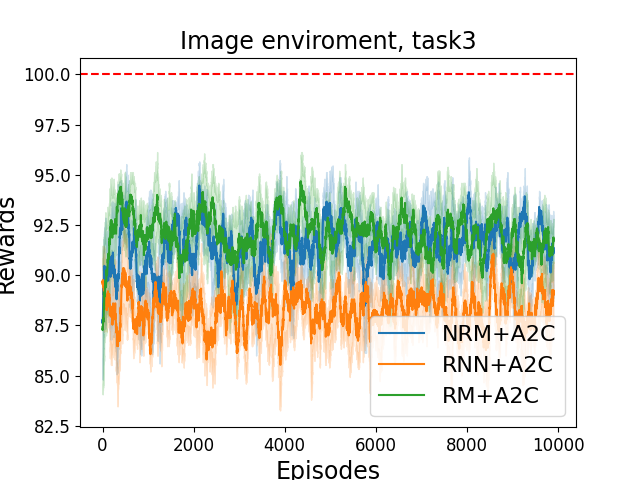 Image enviroment, task3
100.0
97.5
95.0
92.5
90.0
87.5
85.0
82.5
Rewards
NRM+A2C
RNN+A2C
RM+A2C
0 2000 4000 6000 8000 10000
Episodes